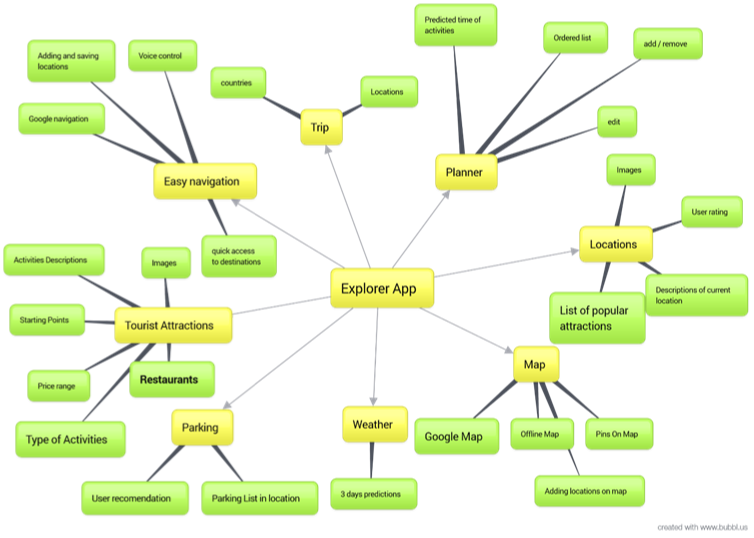 Predicted time of
activities
Ordered list
add / remove
Adding and saving
locations
Voice control
countries
Locations
Google navigation
Trip
edit
Easy navigation
Planner
Images
User rating
Locations
quick access
to destinations
Activities Descriptions
Images
Explorer App
Descriptions of current
location
List of popular
attractions
Starting Points
Tourist Attractions
Map
Price range
Restaurants
Type of Activities
Parking
Weather
Google Map
Offline Map
Pins On Map
User recomendation
Parking List in location
3 days predictions
Adding locations on map
created with www.bubbl.us